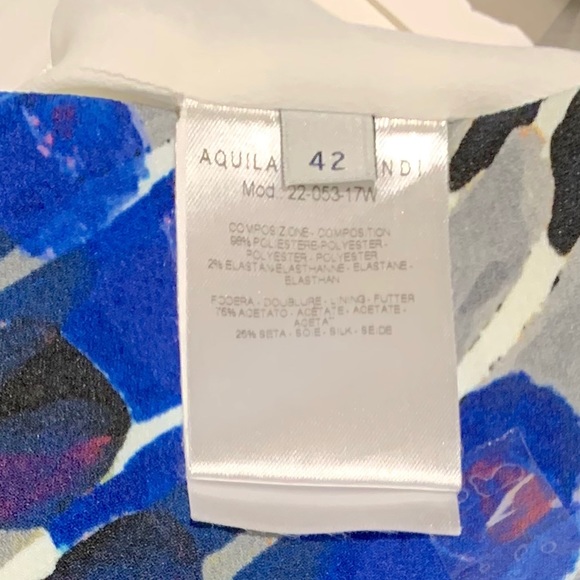 AQUILA 42 NDI
Mod : 22-053-17W
COMPOSIZIONE - COMPOSITION
98% POLIESTERE-POLYESTER-
POLYESTER - POLYESTER
2% ELASTAN-ELASTHANNE - ELASTANE -
ELASTHAN
FODERA - DOUBLURE - LINING - FUTTER
75% ACETATO - ACETATE - ACETATE -
ACETAT
25% SETA - SOIE - SILK - SEIDE